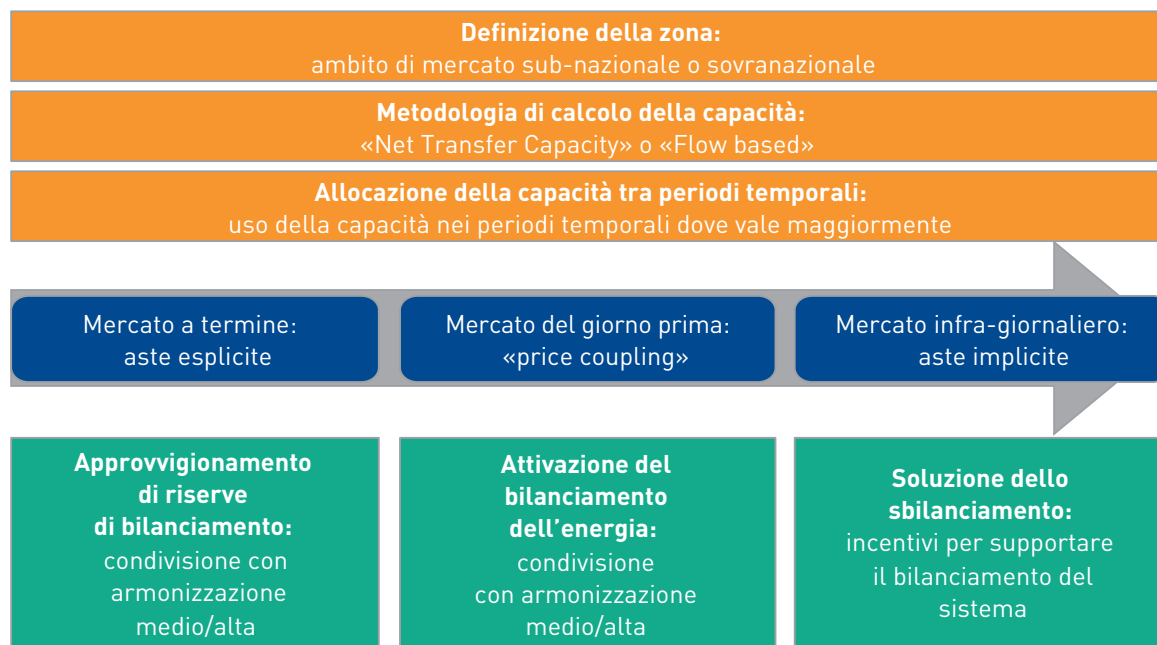 Definizione della zona:
ambito di mercato sub-nazionale o sovranazionale
Metodologia di calcolo della capacità:
«Net Transfer Capacity» o «Flow based»
Allocazione della capacità tra periodi temporali:
uso della capacità nei periodi temporali dove vale maggiormente
Mercato a termine:
aste esplicite
Mercato del giorno prima:
«price coupling»
Mercato infra-giornaliero:
aste implicite
Approvvigionamento
di riserve
di bilanciamento:
condivisione con
armonizzazione
medio/alta
Attivazione del
bilanciamento
dell'energia:
condivisione
con armonizzazione
medio/alta
Soluzione dello
sbilanciamento:
incentivi per supportare
il bilanciamento del
sistema